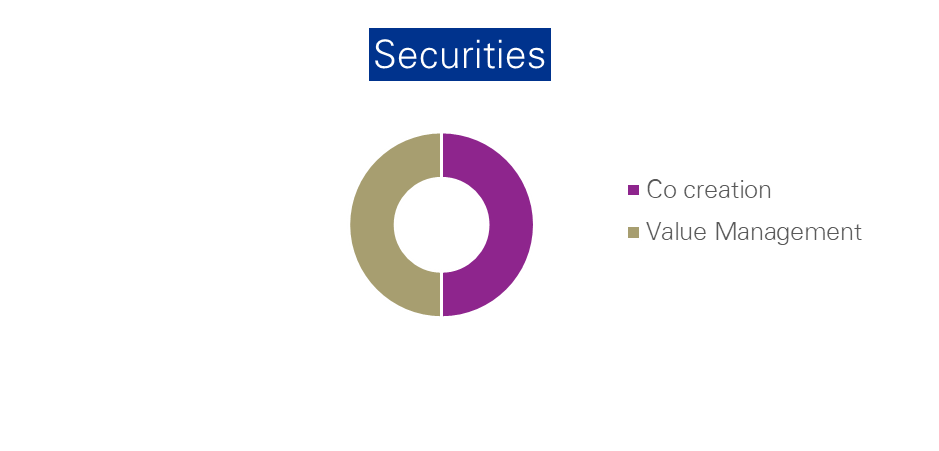 Securities
Co creation
Value Management